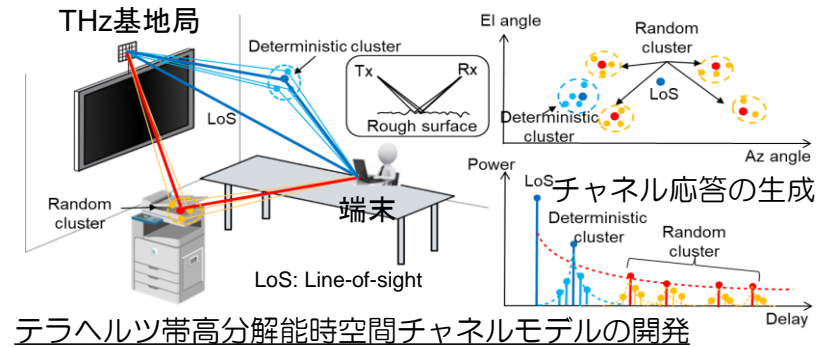 THz基地局
Deterministic cluster
Tx
Rx
Rough surface
LoS
Random
cluster
端末
LoS: Line-of-sight
El angle
Random
cluster
LoS
Deterministic
cluster
Az angle
Power
LoS
チャネル応答の生成
Deterministic
cluster
Random
cluster
Delay
テラヘルツ帯高分解能時空間チャネルモデルの開発